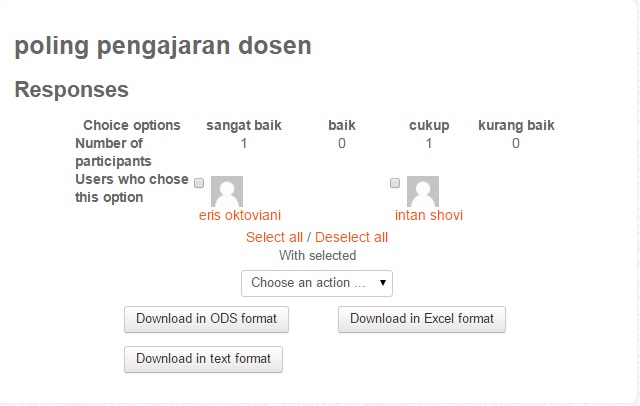 poling pengajaran dosen
Responses
Choice options sangat baik baik cukup kurang baik
Number of participants 1 0 1 0
Users who chose this option
eris oktoviani intan shovi
Select all / Deselect all
With selected
Choose an action ...
Download in ODS format Download in Excel format
Download in text format